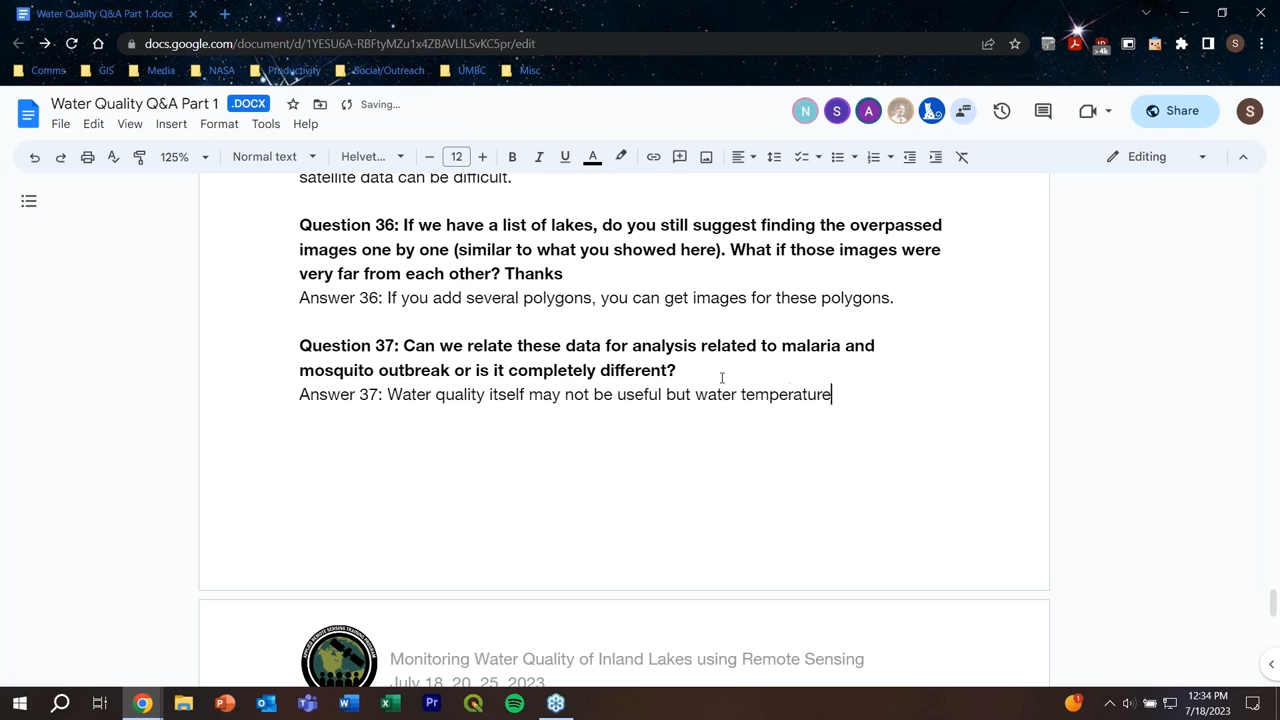 Water Quality Q&A Part 1.docx
docs.google.com/document/d/1YESU6A-RBFtyMZu1x4ZBAVLlLSvKC5pr/edit
>4k
S
Comms GIS Media NASA Productivity Social/Outreach UMBC Misc
Water Quality Q&A Part 1 .DOCX Saving...
N S A Share S
File Edit View Insert Format Tools Help
125% Normal text Helvet... 12 B I U A Editing
satellite data can be difficult.
Question 36: If we have a list of lakes, do you still suggest finding the overpassed
images one by one (similar to what you showed here). What if those images were
very far from each other? Thanks
Answer 36: If you add several polygons, you can get images for these polygons.
Question 37: Can we relate these data for analysis related to malaria and
mosquito outbreak or is it completely different?
Answer 37: Water quality itself may not be useful but water temperature
APPLIED REMOTE SENSING TRAINING PROGRAM
Monitoring Water Quality of Inland Lakes using Remote Sensing
July 18, 20, 25, 2023
1
12:34 PM
7/18/2023